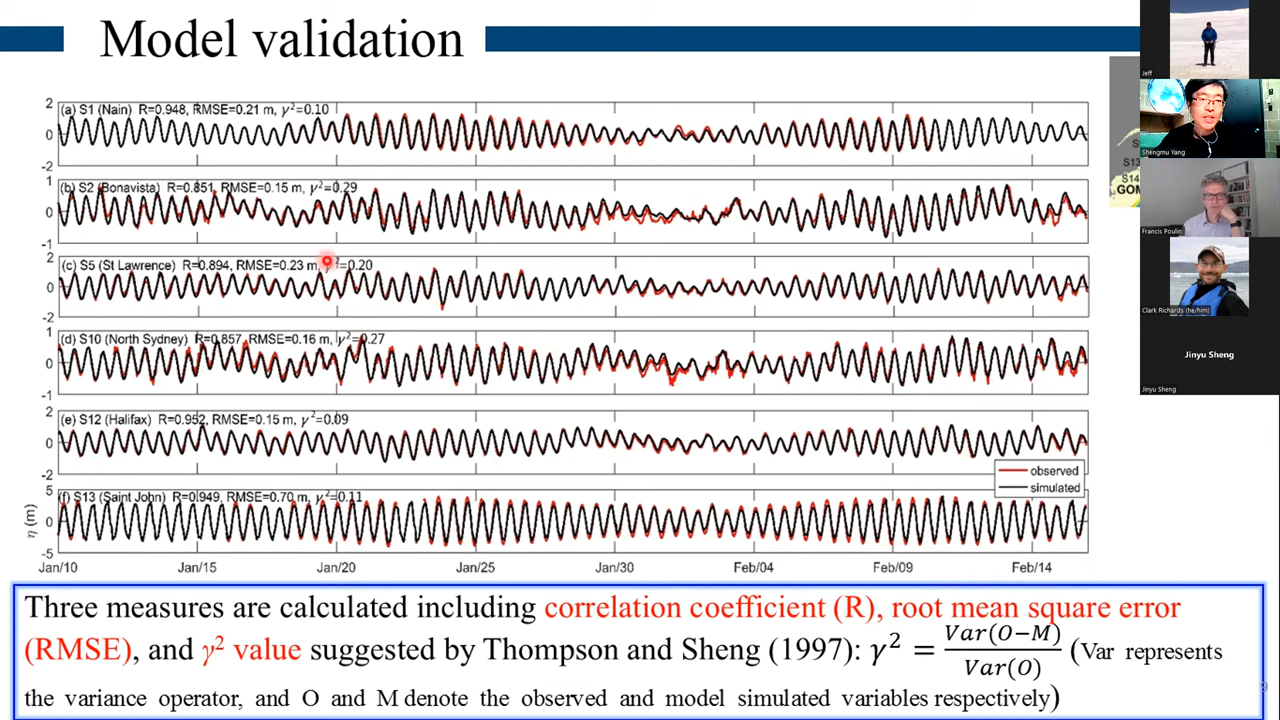 Model validation
2
0
-2
(a) S1 (Nain) R=0.948, RMSE=0.21 m, γ²=0.10
1
0
-1
(b) S2 (Bonavista) R=0.851, RMSE=0.15 m, γ²=0.29
2
0
-2
(c) S5 (St Lawrence) R=0.894, RMSE=0.23 m, γ²=0.20
1
0
-1
(d) S10 (North Sydney) R=0.857, RMSE=0.16 m, γ²=0.27
2
0
-2
(e) S12 (Halifax) R=0.952, RMSE=0.15 m, γ²=0.09
observed
simulated
5
0
-5
η (m)
(f) S13 (Saint John) R=0.949, RMSE=0.70 m, γ²=0.11
Jan/10 Jan/15 Jan/20 Jan/25 Jan/30 Feb/04 Feb/09 Feb/14
Three measures are calculated including correlation coefficient (R), root mean square error
(RMSE), and γ² value suggested by Thompson and Sheng (1997): γ² = Var(O−M)/Var(O) (Var represents
the variance operator, and O and M denote the observed and model simulated variables respectively)
Jeff
Shengmu Yang
S13
S14
GOM
Francis Poulin
Clark Richards (he/him)
Jinyu Sheng
Jinyu Sheng